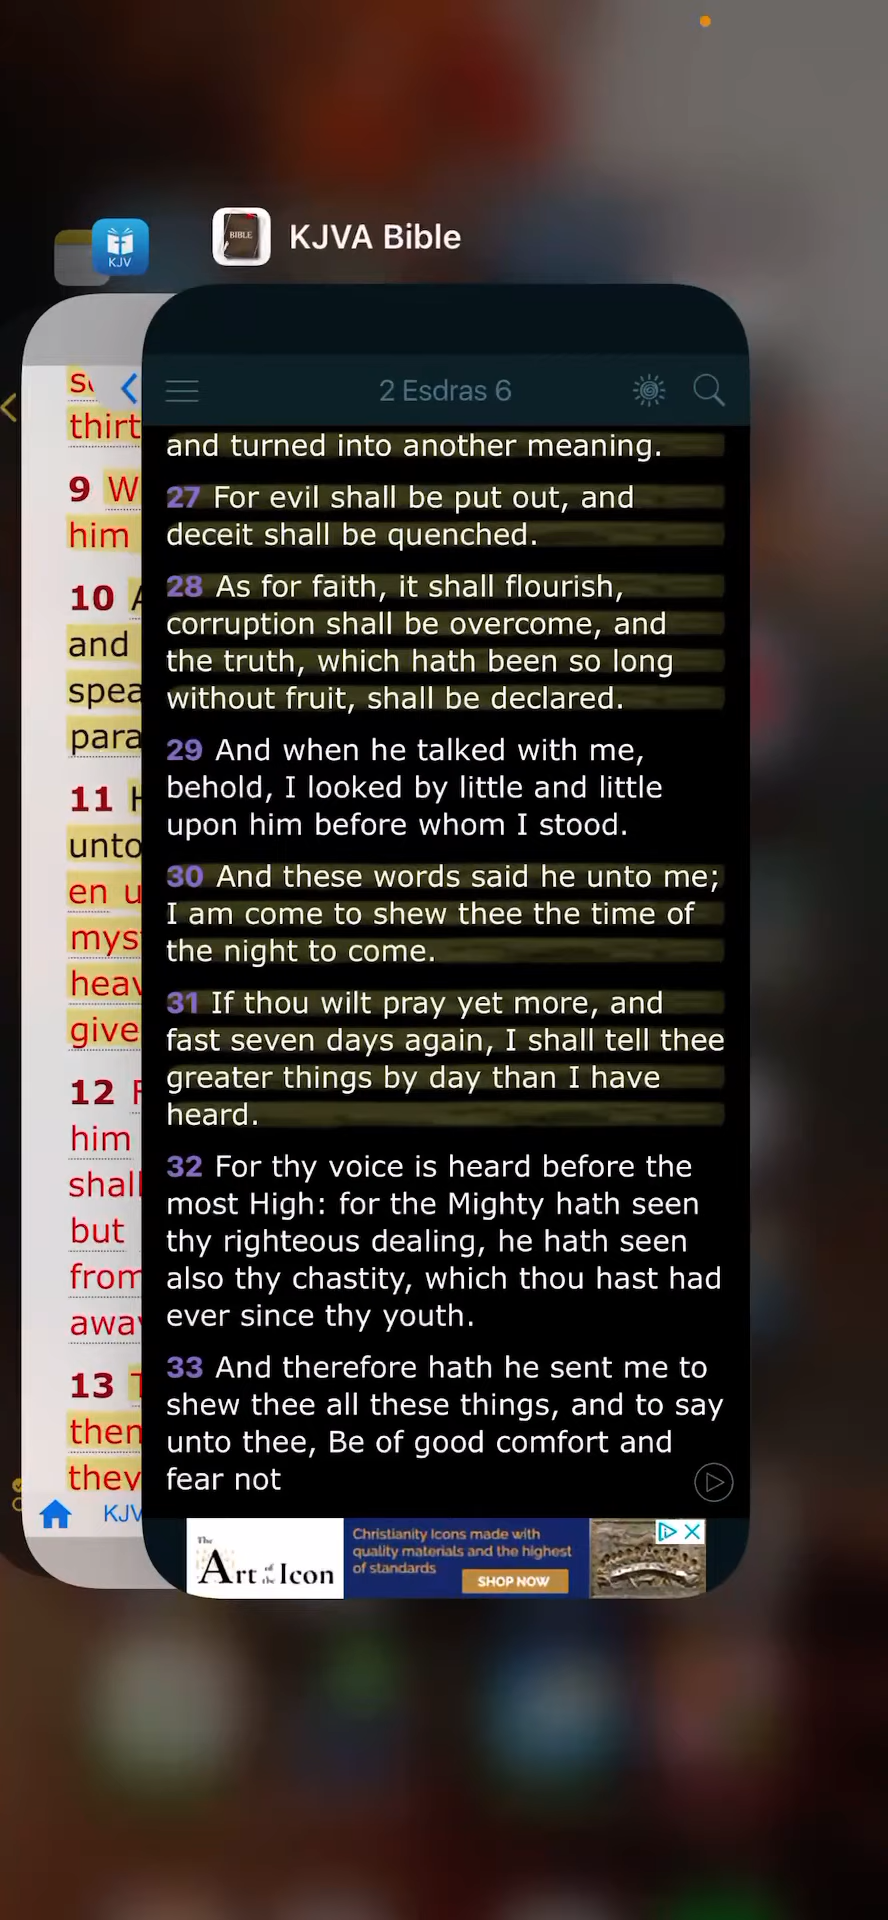 KJV
BIBLE
KJVA Bible
thirt
9 W
him
10 A
and
spea
para
11 H
unto
en u
mys
heav
give
12 F
him
shall
but
from
away
13 T
then
they
KJV
2 Esdras 6
and turned into another meaning.
27 For evil shall be put out, and
deceit shall be quenched.
28 As for faith, it shall flourish,
corruption shall be overcome, and
the truth, which hath been so long
without fruit, shall be declared.
29 And when he talked with me,
behold, I looked by little and little
upon him before whom I stood.
30 And these words said he unto me;
I am come to shew thee the time of
the night to come.
31 If thou wilt pray yet more, and
fast seven days again, I shall tell thee
greater things by day than I have
heard.
32 For thy voice is heard before the
most High: for the Mighty hath seen
thy righteous dealing, he hath seen
also thy chastity, which thou hast had
ever since thy youth.
33 And therefore hath he sent me to
shew thee all these things, and to say
unto thee, Be of good comfort and
fear not
The
Art of the Icon
Christianity Icons made with
quality materials and the highest
of standards
SHOP NOW